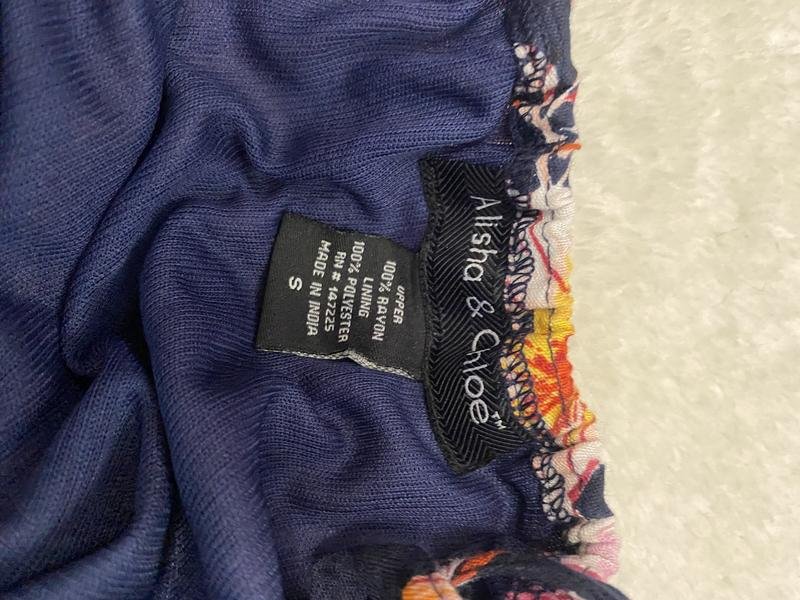 Alisha & Chloe™
UPPER
100% RAYON
LINING
100% POLYESTER
RN # 147225
MADE IN INDIA
S